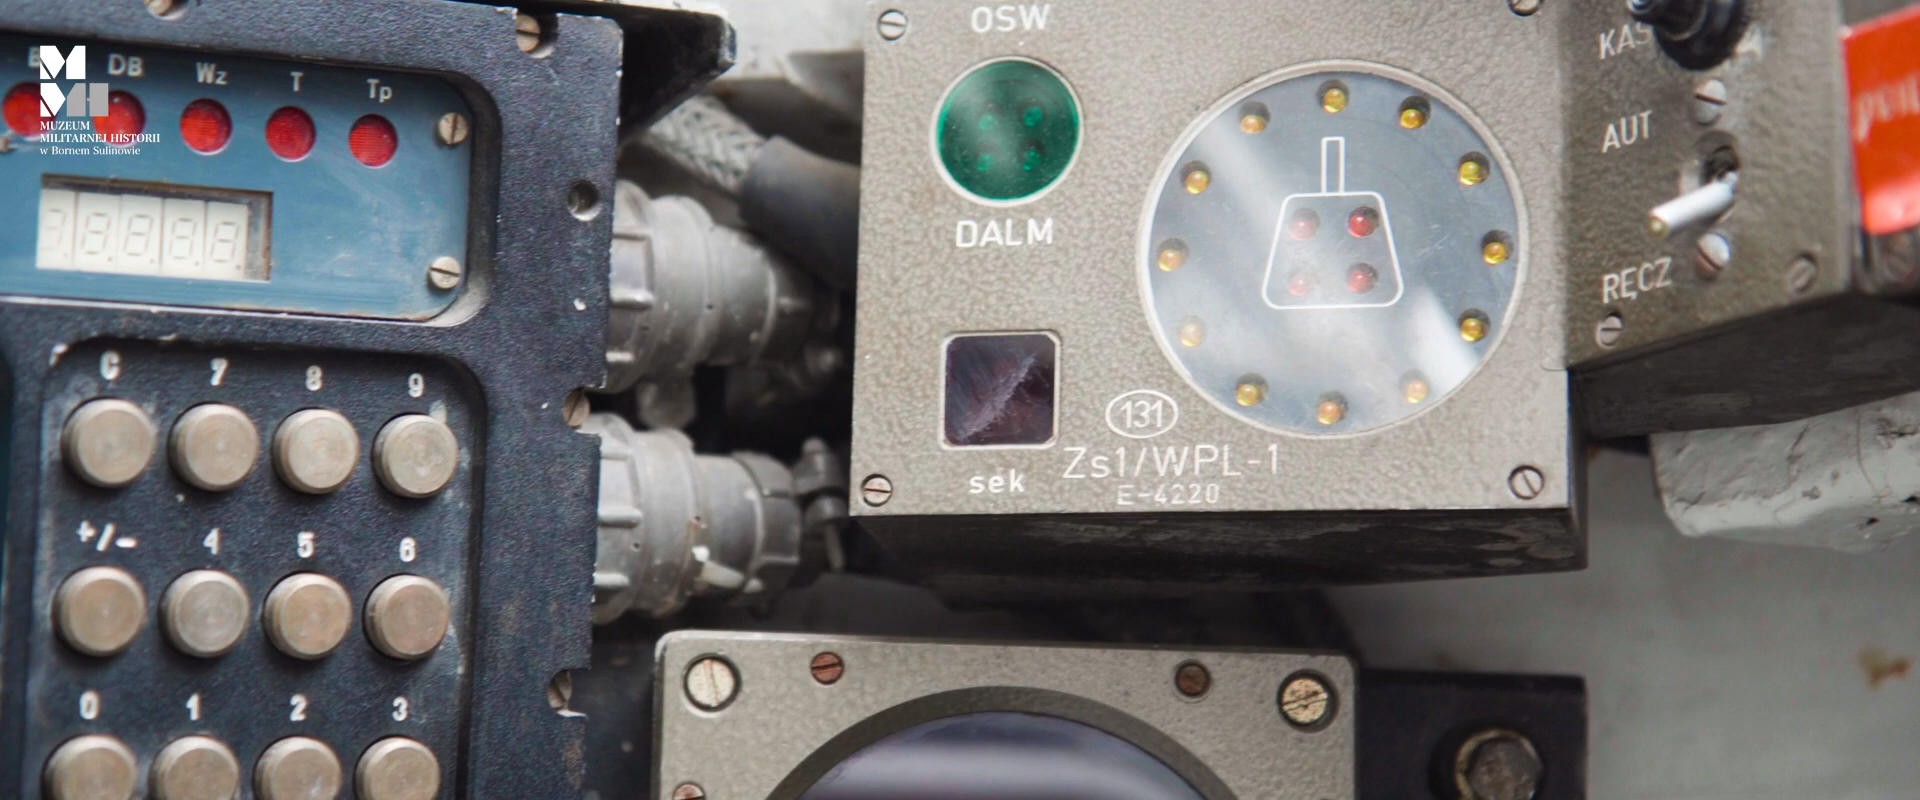 MUZEUM
MILITARNEJ HISTORII
w Bornem Sulinowie
DB
Wz
T
Tp
C
7
8
9
+/-
4
5
6
0
1
2
3
OSW
DALM
sek
131
Zs1/WPL-1
E-4220
KAS
AUT
RĘCZ